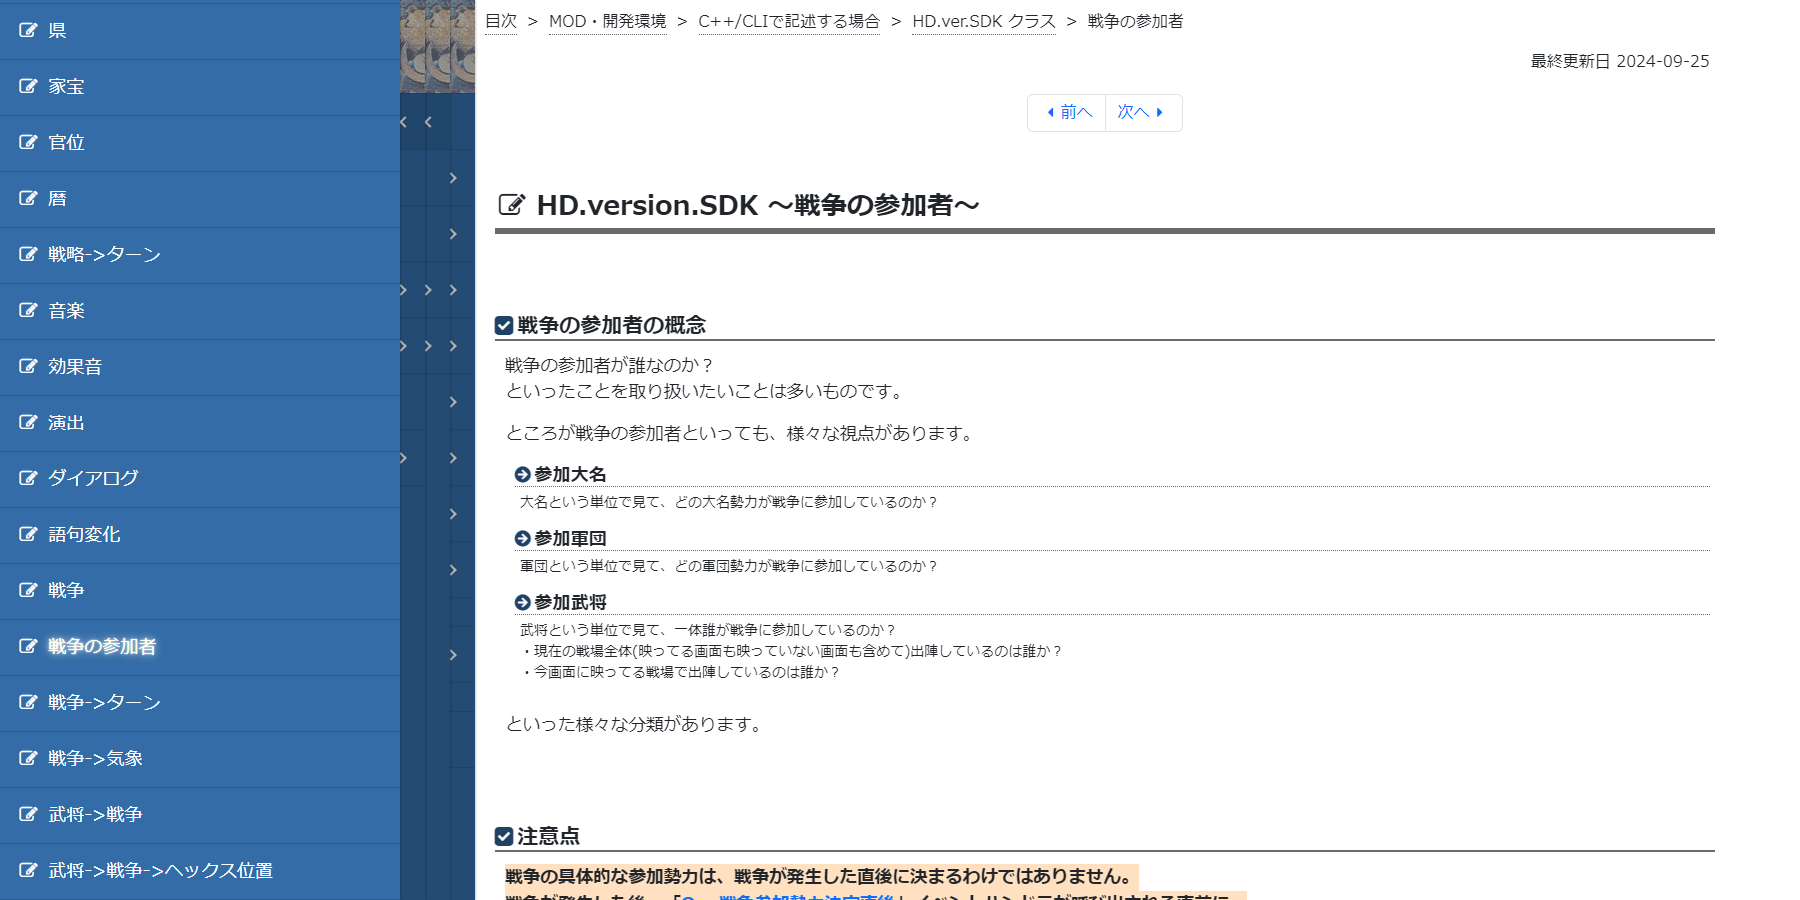 県
家宝
官位
暦
戦略->ターン
音楽
効果音
演出
ダイアログ
語句変化
戦争
戦争の参加者
戦争->ターン
戦争->気象
武将->戦争
武将->戦争->ヘックス位置
目次 > MOD・開発環境 > C++/CLIで記述する場合 > HD.ver.SDK クラス > 戦争の参加者
最終更新日 2024-09-25
前へ 次へ
HD.version.SDK ～戦争の参加者～
戦争の参加者の概念
戦争の参加者が誰なのか？
といったことを取り扱いたいことは多いものです。
ところが戦争の参加者といっても、様々な視点があります。
参加大名
大名という単位で見て、どの大名勢力が戦争に参加しているのか？
参加軍団
軍団という単位で見て、どの軍団勢力が戦争に参加しているのか？
参加武将
武将という単位で見て、一体誰が戦争に参加しているのか？
・現在の戦場全体(映ってる画面も映っていない画面も含めて)出陣しているのは誰か？
・今画面に映ってる戦場で出陣しているのは誰か？
といった様々な分類があります。
注意点
戦争の具体的な参加勢力は、戦争が発生した直後に決まるわけではありません。